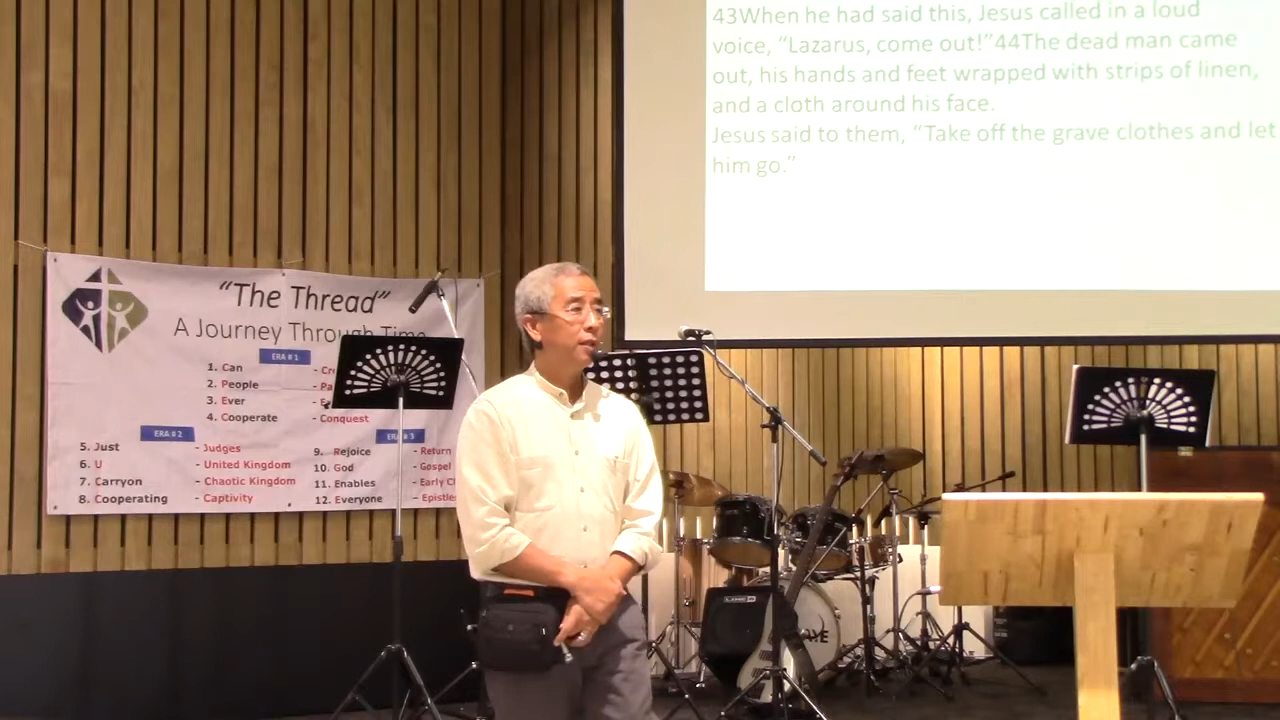 43When he had said this, Jesus called in a loud
voice, “Lazarus, come out!”44The dead man came
out, his hands and feet wrapped with strips of linen,
and a cloth around his face.
Jesus said to them, “Take off the grave clothes and let
him go.”
“The Thread”
A Journey Through Time
ERA # 1
1. Can
2. People
3. Ever
4. Cooperate - Conquest
ERA # 2
5. Just - Judges
6. U - United Kingdom
7. Carryon - Chaotic Kingdom
8. Cooperating - Captivity
# 3
9. Rejoice - Return
10. God - Gospel
11. Enables - Early
12. Everyone
LINE 6